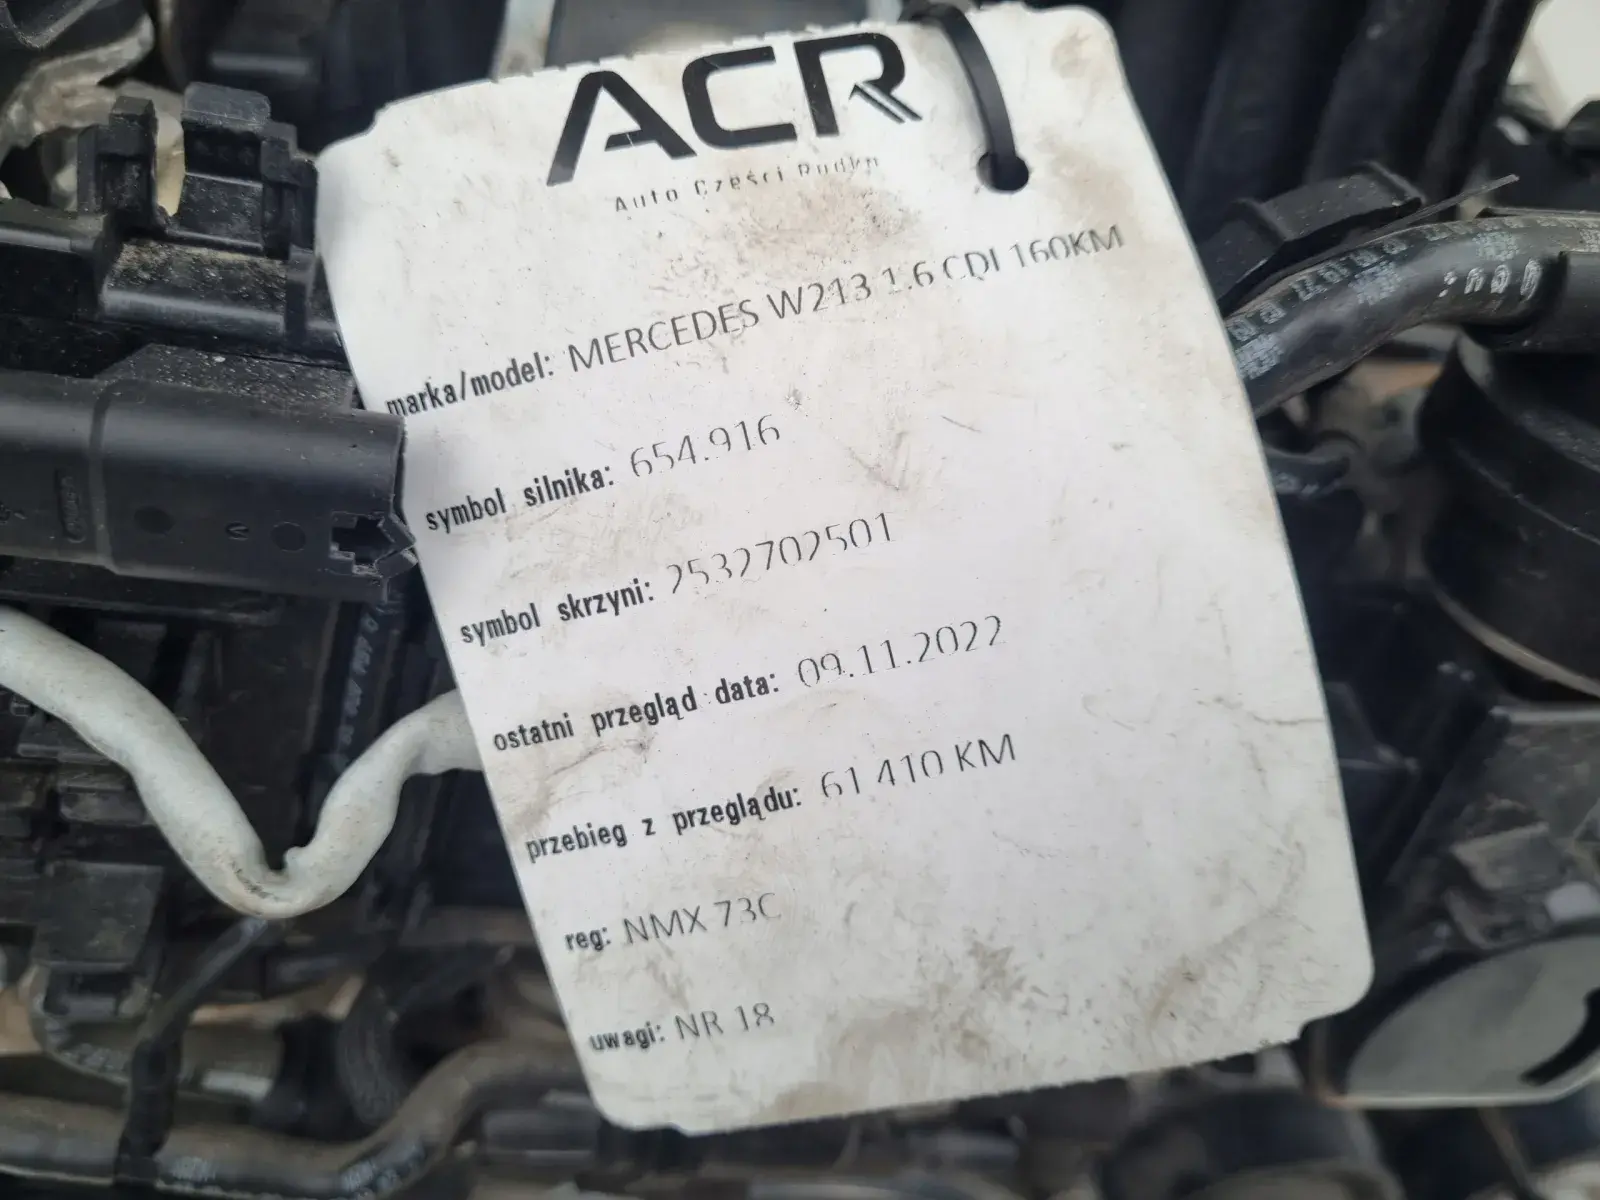 ACR
Auto Części Rudka
marka/model: MERCEDES W213 1.6 CDI 160KM
symbol silnika: 654.916
symbol skrzyni: 2532702501
ostatni przegląd data: 09.11.2022
przebieg z przeglądu: 61 410 KM
reg: NMX 73C
uwagi: NR 18